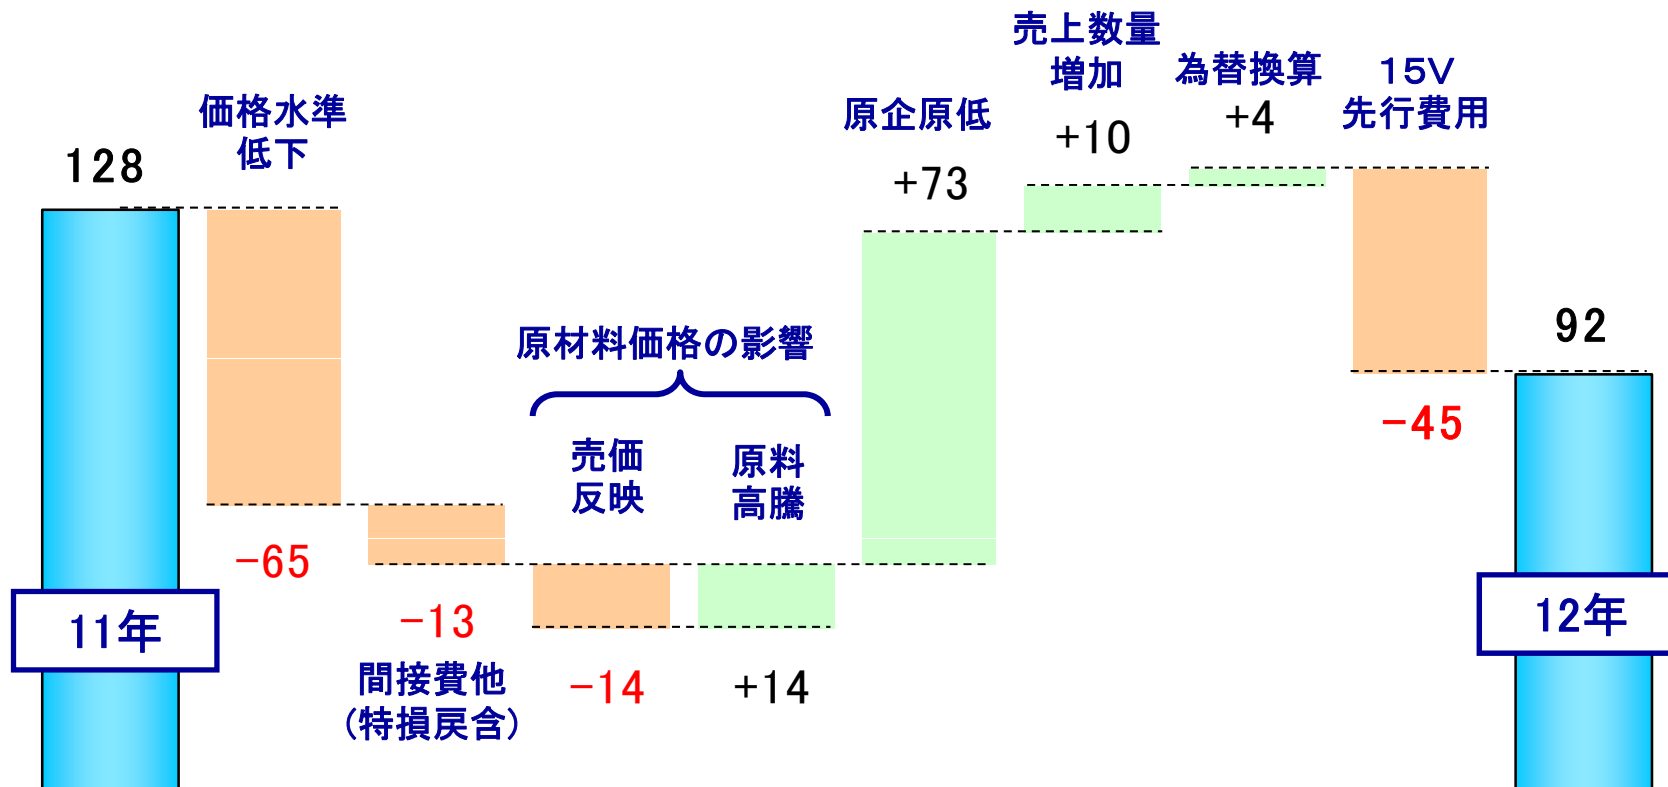 128
11年
価格水準
低下
-65
-13
間接費他
(特損戻含)
原材料価格の影響
売価
反映
-14
原料
高騰
+14
原企原低
+73
売上数量
増加
+10
為替換算
+4
15V
先行費用
-45
92
12年